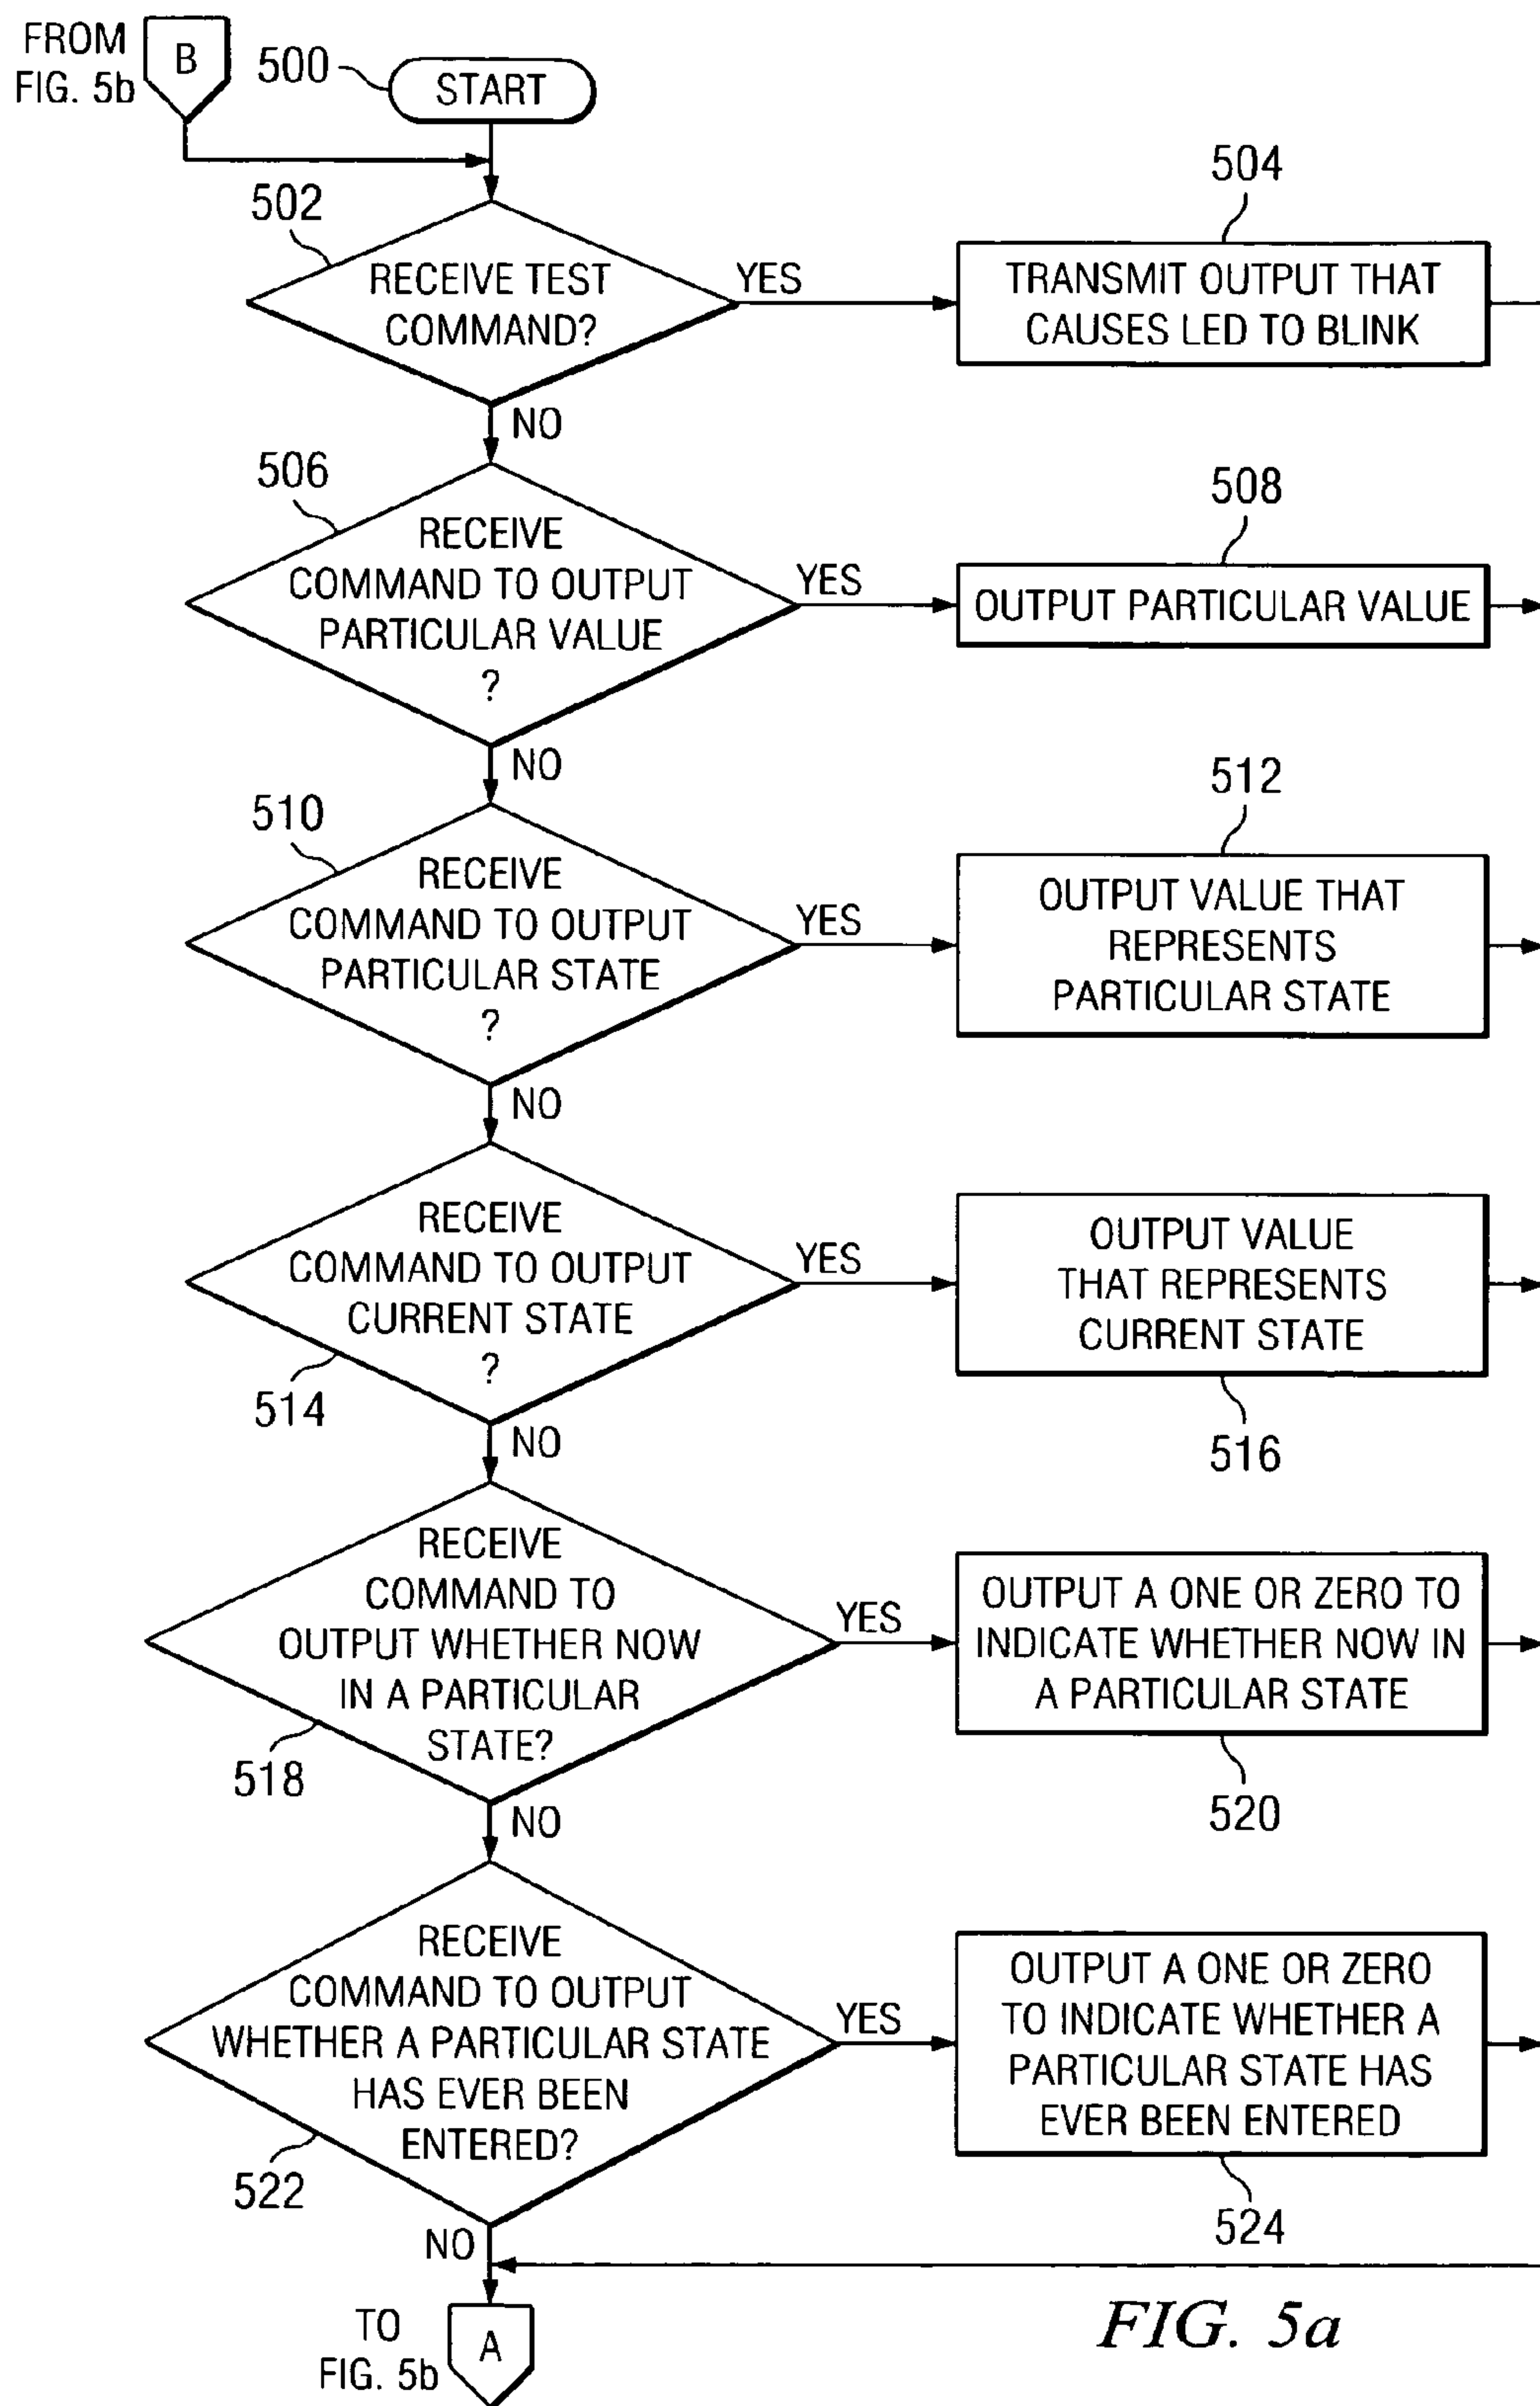 FROM
FIG. 5b
B
500
START
502
RECEIVE TEST
COMMAND?
YES
504
TRANSMIT OUTPUT THAT
CAUSES LED TO BLINK
NO
506
RECEIVE
COMMAND TO OUTPUT
PARTICULAR VALUE
?
YES
508
OUTPUT PARTICULAR VALUE
NO
510
RECEIVE
COMMAND TO OUTPUT
PARTICULAR STATE
?
YES
512
OUTPUT VALUE THAT
REPRESENTS
PARTICULAR STATE
NO
RECEIVE
COMMAND TO OUTPUT
CURRENT STATE
?
514
YES
OUTPUT VALUE
THAT REPRESENTS
CURRENT STATE
516
NO
RECEIVE
COMMAND TO
OUTPUT WHETHER NOW
IN A PARTICULAR
STATE?
518
YES
OUTPUT A ONE OR ZERO TO
INDICATE WHETHER NOW IN
A PARTICULAR STATE
520
NO
RECEIVE
COMMAND TO OUTPUT
WHETHER A PARTICULAR STATE
HAS EVER BEEN
ENTERED?
522
YES
OUTPUT A ONE OR ZERO
TO INDICATE WHETHER A
PARTICULAR STATE HAS
EVER BEEN ENTERED
524
NO
TO
FIG. 5b
A
FIG. 5a